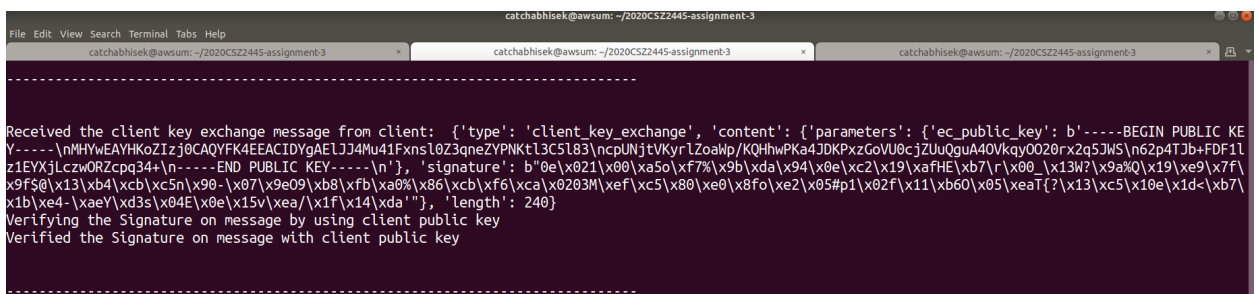 catchabhisek@awsum: ~/2020CSZ2445-assignment-3
File Edit View Search Terminal Tabs Help
catchabhisek@awsum: ~/2020CSZ2445-assignment-3 × catchabhisek@awsum: ~/2020CSZ2445-assignment-3 × catchabhisek@awsum: ~/2020CSZ2445-assignment-3 ×
------------------------------------------------------------------------------
Received the client key exchange message from client:  {'type': 'client_key_exchange', 'content': {'parameters': {'ec_public_key': b'-----BEGIN PUBLIC KE
Y-----\nMHYwEAYHKoZIzj0CAQYFK4EEACIDYgAElJJ4Mu41Fxnsl0Z3qneZYPNKtl3C5l83\ncpUNjtVKyrlZoaWp/KQHhwPKa4JDKPxzGoVU0cjZUuQguA4OVkqyOO20rx2q5JWS\n62p4TJb+FDF1l
z1EYXjLczwORZcpq34+\n-----END PUBLIC KEY-----\n'}, 'signature': b"0e\x021\x00\xa5o\xf7%\x9b\xda\x94\x0e\xc2\x19\xafHE\xb7\r\x00_\x13W?\x9a%Q\x19\xe9\x7f\
x9f$@\x13\xb4\xcb\xc5n\x90-\x07\x9eO9\xb8\xfb\xa0%\x86\xcb\xf6\xca\x0203M\xef\xc5\x80\xe0\x8fo\xe2\x05#p1\x02f\x11\xb6O\x05\xeaT{?\x13\xc5\x10e\x1d<\xb7\
x1b\xe4-\xaeY\xd3s\x04E\x0e\x15v\xea/\x1f\x14\xda'"}, 'length': 240}
Verifying the Signature on message by using client public key
Verified the Signature on message with client public key
------------------------------------------------------------------------------